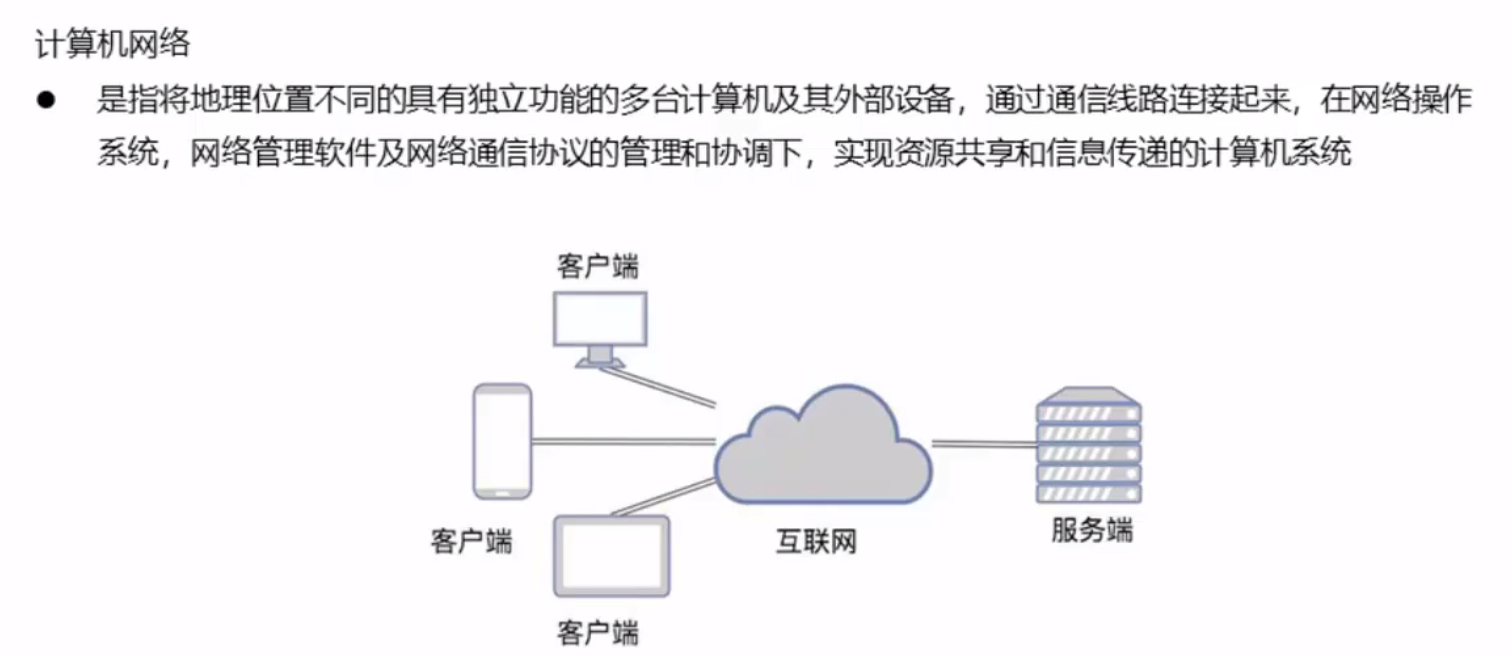 计算机网络
● 是指将地理位置不同的具有独立功能的多台计算机及其外部设备，通过通信线路连接起来，在网络操作
系统，网络管理软件及网络通信协议的管理和协调下，实现资源共享和信息传递的计算机系统
客户端
客户端
互联网
服务端
客户端